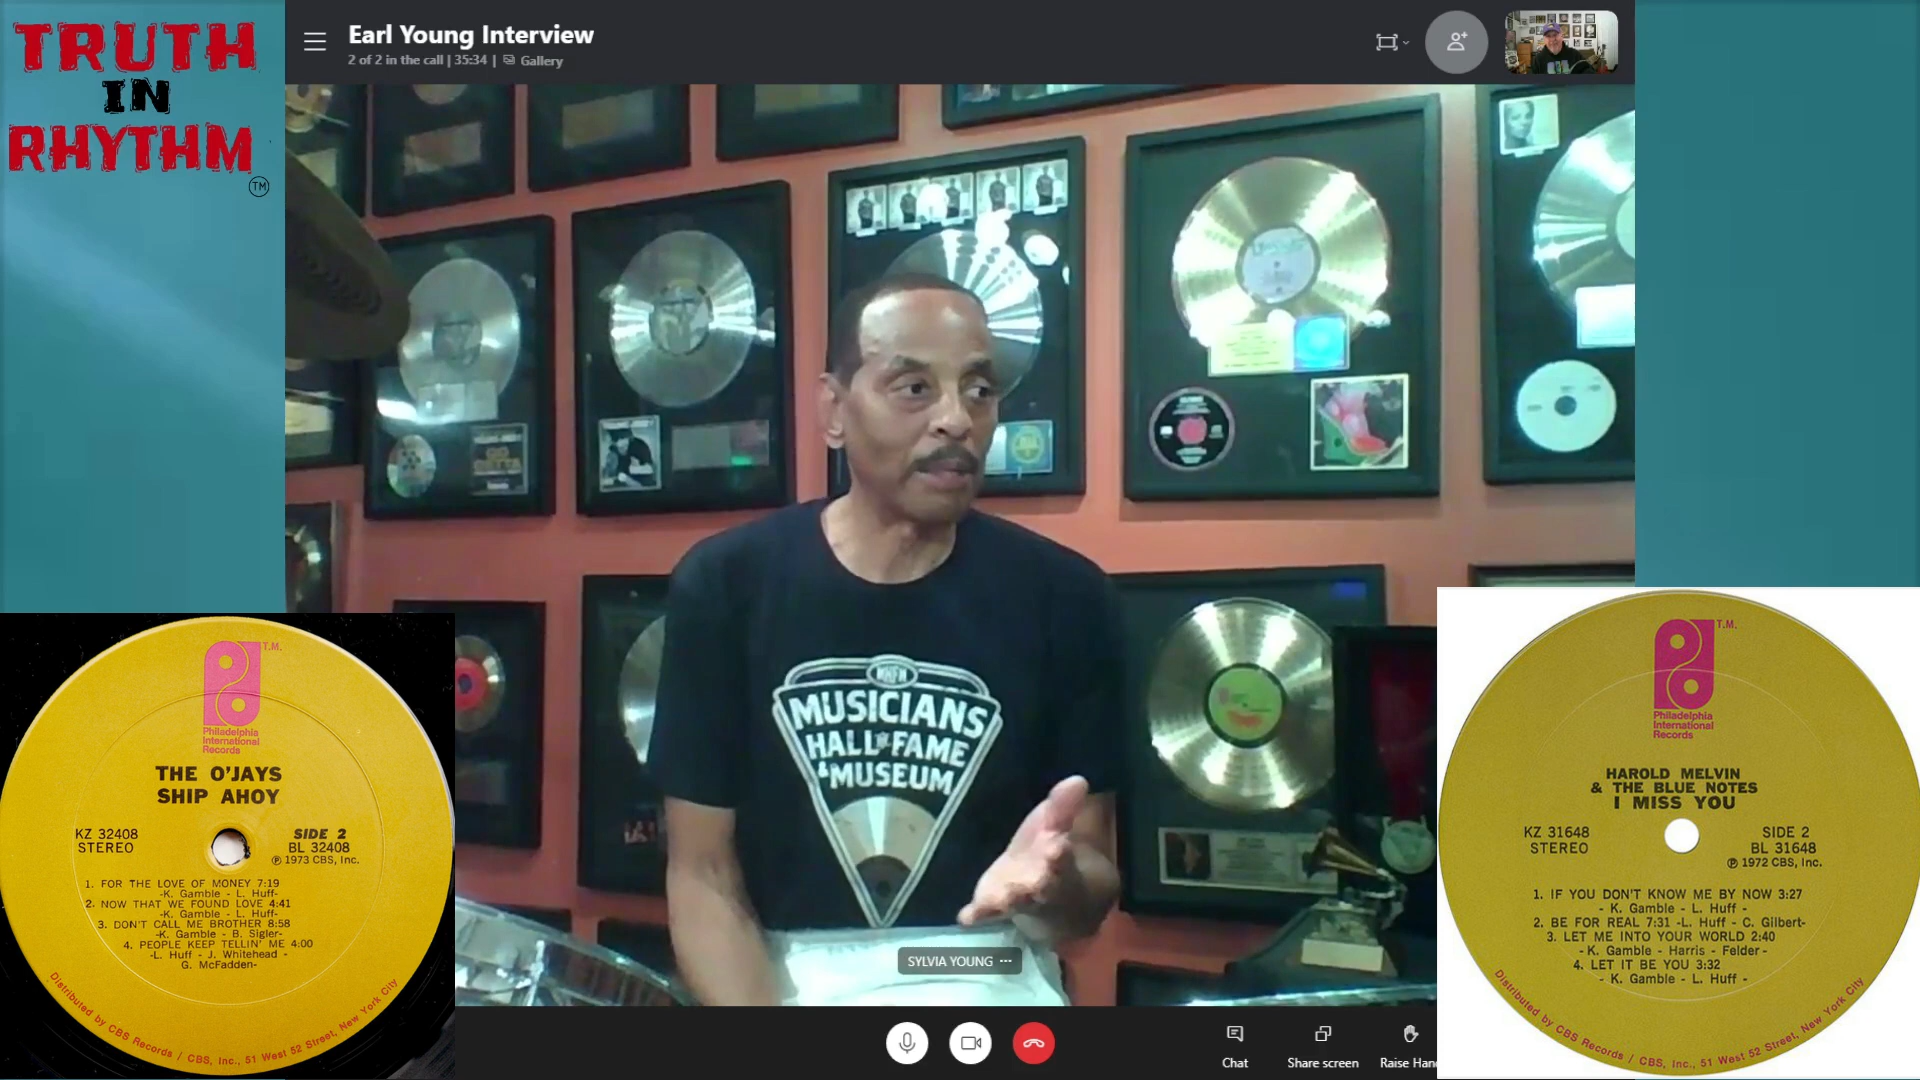 TRUTH
IN
RHYTHM
TM
Earl Young Interview
2 of 2 in the call | 35:34 | Gallery
MHFM
MUSICIANS
HALL OF FAME
& MUSEUM
SYLVIA YOUNG ···
Chat
Share screen
Raise Han
T.M.
Philadelphia
International
Records
THE O'JAYS
SHIP AHOY
KZ 32408
STEREO
SIDE 2
BL 32408
℗ 1973 CBS, Inc.
1. FOR THE LOVE OF MONEY 7:19
-K. Gamble - L. Huff-
2. NOW THAT WE FOUND LOVE 4:41
-K. Gamble - L. Huff-
3. DON'T CALL ME BROTHER 8:58
-K. Gamble - B. Sigler-
4. PEOPLE KEEP TELLIN' ME 4:00
-L. Huff - J. Whitehead -
G. McFadden-
Distributed by CBS Records / CBS, Inc., 51 West 52 Street, New York City
T.M.
Philadelphia
International
Records
HAROLD MELVIN
& THE BLUE NOTES
I MISS YOU
KZ 31648
STEREO
SIDE 2
BL 31648
℗ 1972 CBS, Inc.
1. IF YOU DON'T KNOW ME BY NOW 3:27
- K. Gamble - L. Huff -
2. BE FOR REAL 7:31 -L. Huff - C. Gilbert-
3. LET ME INTO YOUR WORLD 2:40
- K. Gamble - Harris - Felder -
4. LET IT BE YOU 3:32
- K. Gamble - L. Huff -
Distributed by CBS Records / CBS, Inc., 51 West 52 Street, New York City